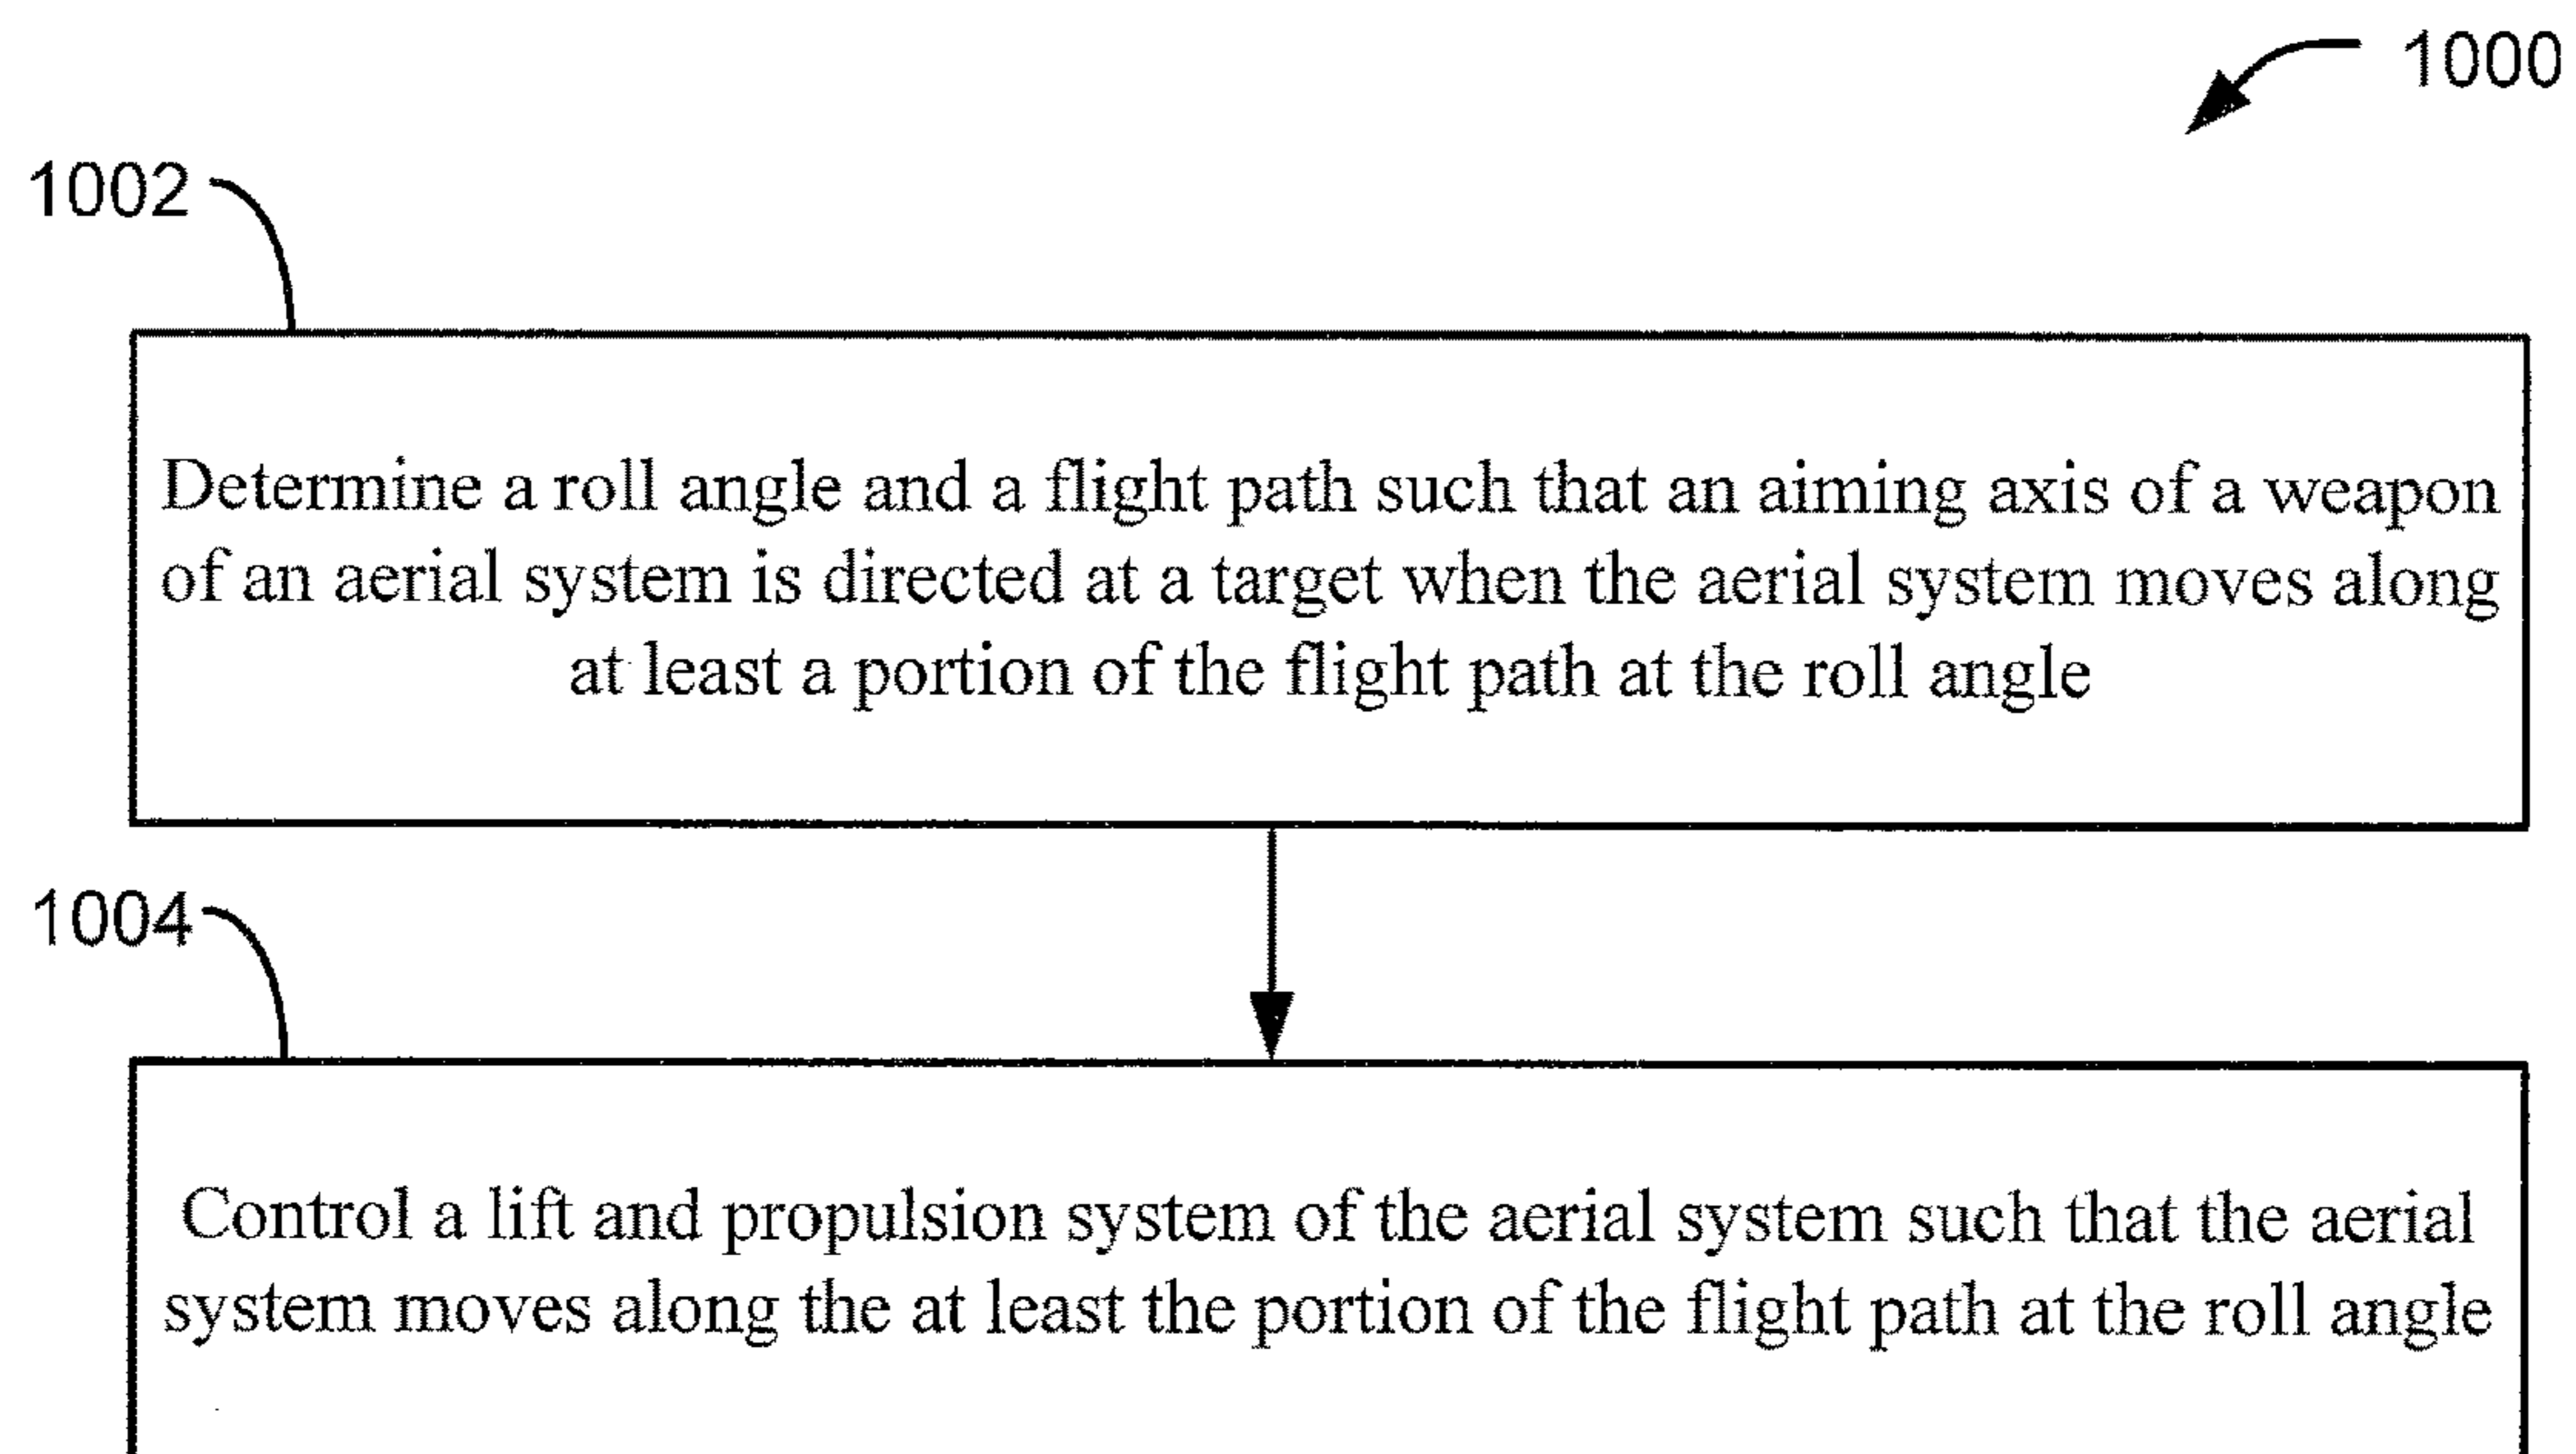 1000
1002
Determine a roll angle and a flight path such that an aiming axis of a weapon
of an aerial system is directed at a target when the aerial system moves along
at least a portion of the flight path at the roll angle
1004
Control a lift and propulsion system of the aerial system such that the aerial
system moves along the at least the portion of the flight path at the roll angle